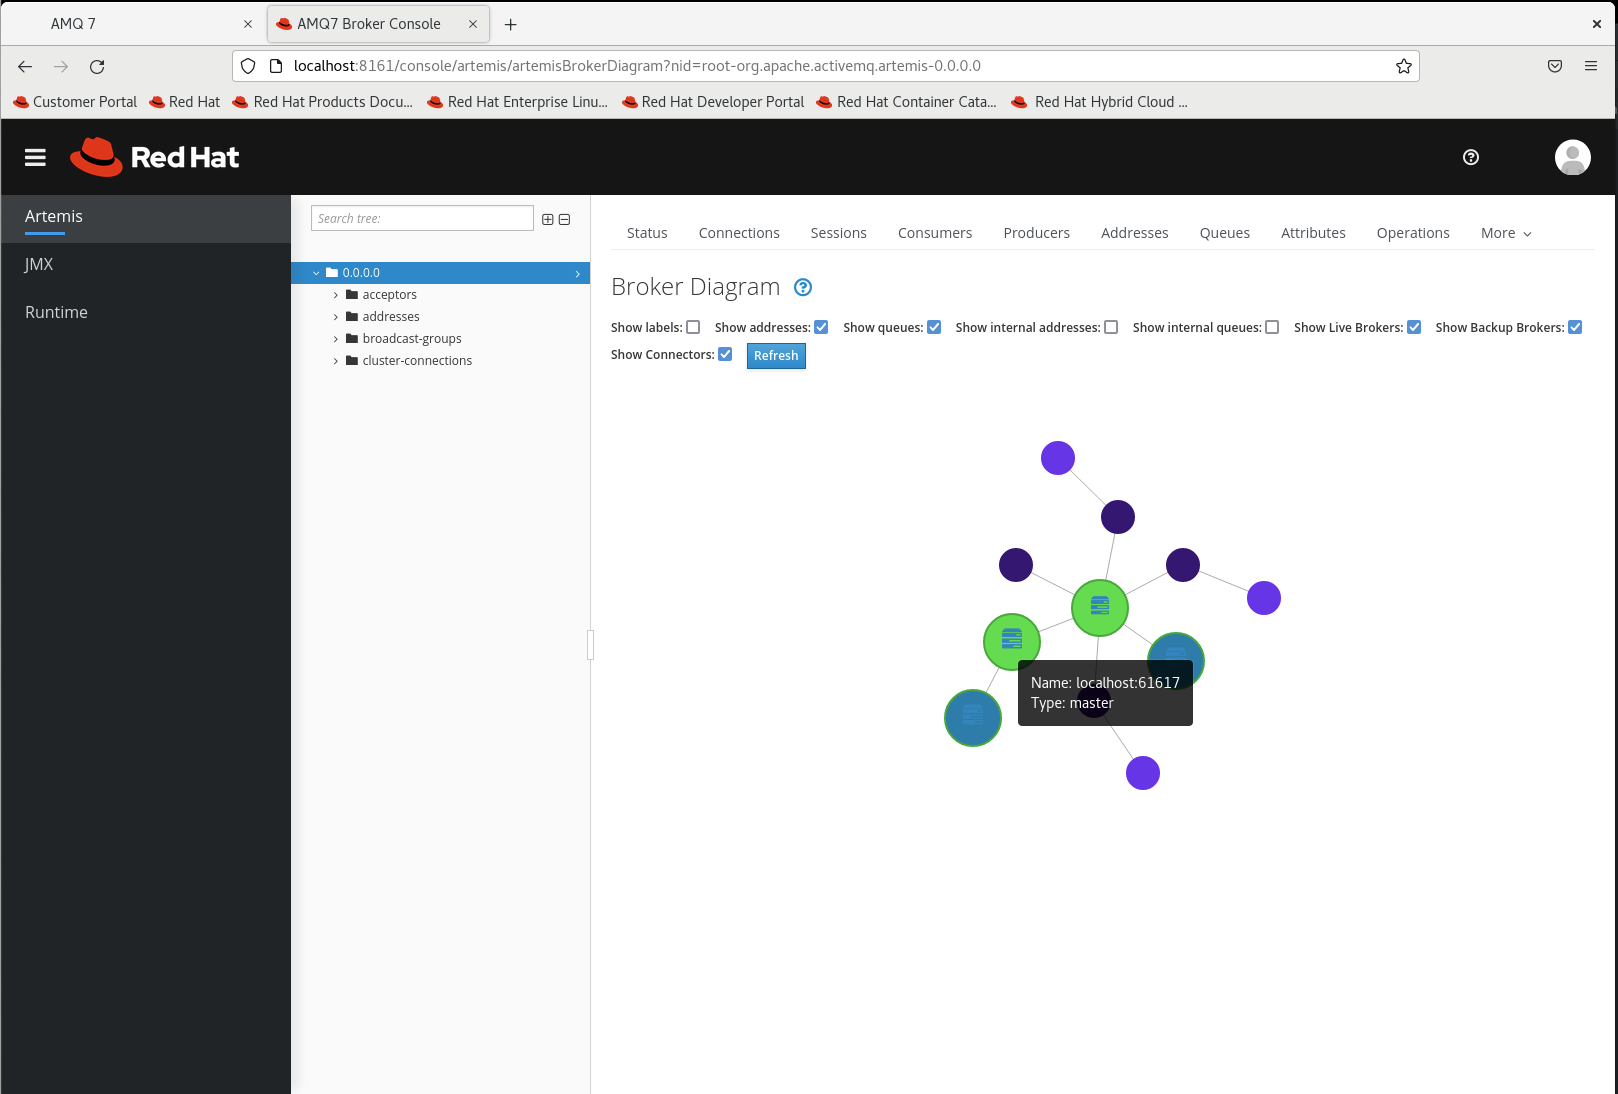 AMQ 7
AMQ7 Broker Console
localhost:8161/console/artemis/artemisBrokerDiagram?nid=root-org.apache.activemq.artemis-0.0.0.0
Customer Portal Red Hat Red Hat Products Docu... Red Hat Enterprise Linu... Red Hat Developer Portal Red Hat Container Cata... Red Hat Hybrid Cloud ...
Red Hat
Artemis
JMX
Runtime
Search tree:
0.0.0.0
acceptors
addresses
broadcast-groups
cluster-connections
Status Connections Sessions Consumers Producers Addresses Queues Attributes Operations More
Broker Diagram
Show labels: Show addresses: Show queues: Show internal addresses: Show internal queues: Show Live Brokers: Show Backup Brokers:
Show Connectors: Refresh
Name: localhost:61617
Type: master